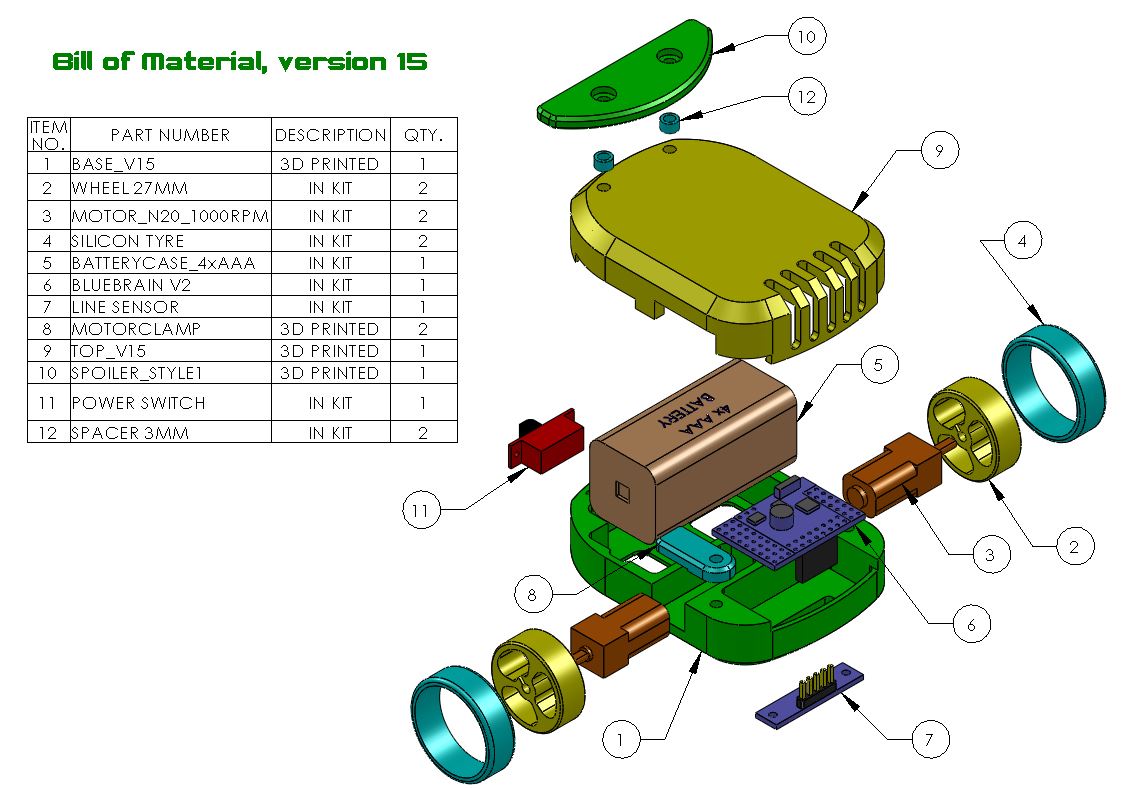 Bill of Material, version 15
ITEM NO. PART NUMBER DESCRIPTION QTY.
1 BASE_V15 3D PRINTED 1
2 WHEEL 27MM IN KIT 2
3 MOTOR_N20_1000RPM IN KIT 2
4 SILICON TYRE IN KIT 2
5 BATTERYCASE_4xAAA IN KIT 1
6 BLUEBRAIN V2 IN KIT 1
7 LINE SENSOR IN KIT 1
8 MOTORCLAMP 3D PRINTED 2
9 TOP_V15 3D PRINTED 1
10 SPOILER_STYLE1 3D PRINTED 1
11 POWER SWITCH IN KIT 1
12 SPACER 3MM IN KIT 2
10
12
9
4
5
4x AAA
BATTERY
11
3
2
8
6
1
7